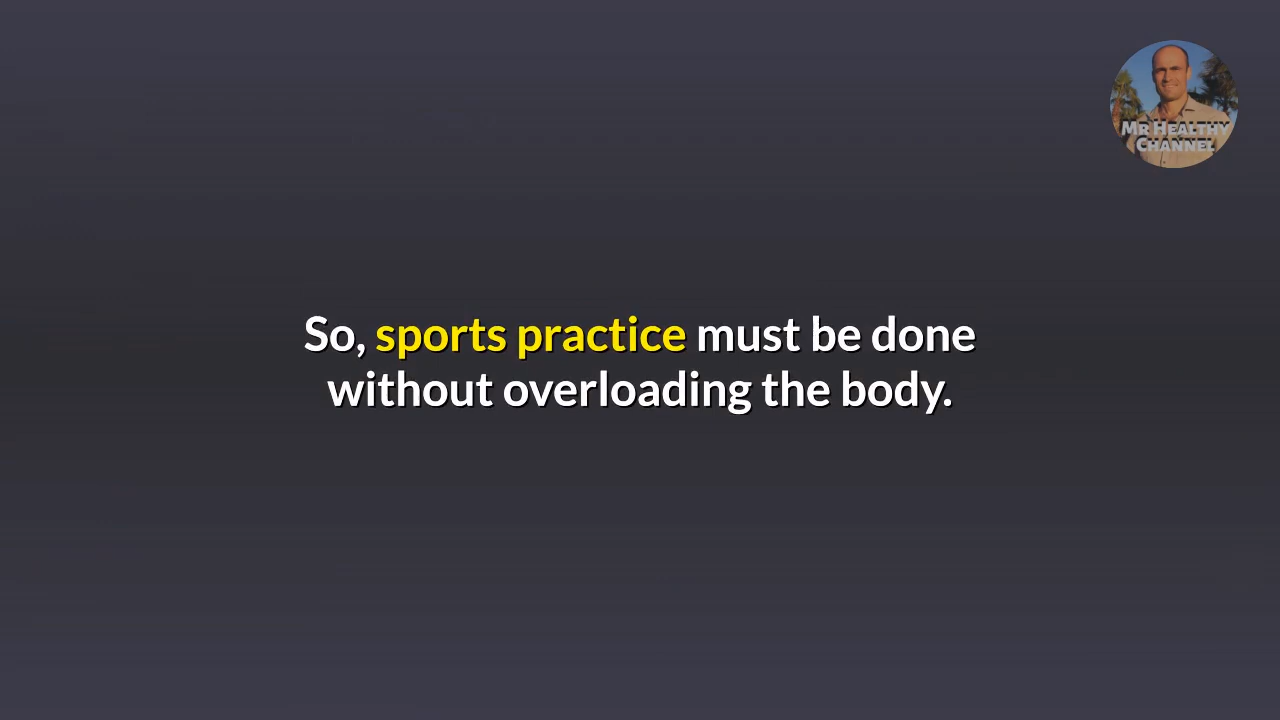 MR HEALTHY
CHANNEL
So, sports practice must be done
without overloading the body.